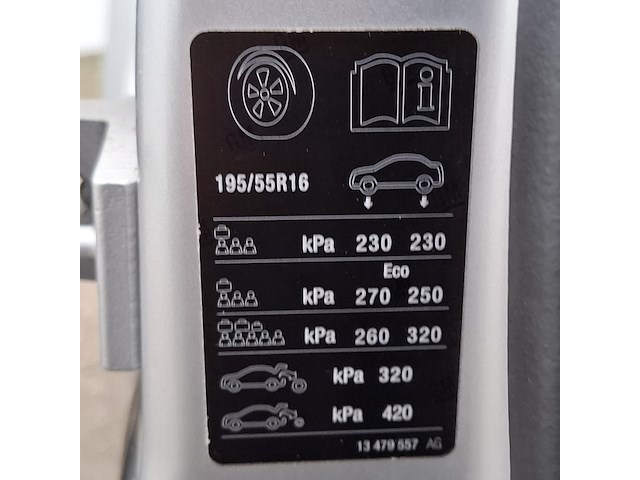 195/55R16
kPa 230 230
Eco
kPa 270 250
kPa 260 320
kPa 320
kPa 420
13 479 557 AG